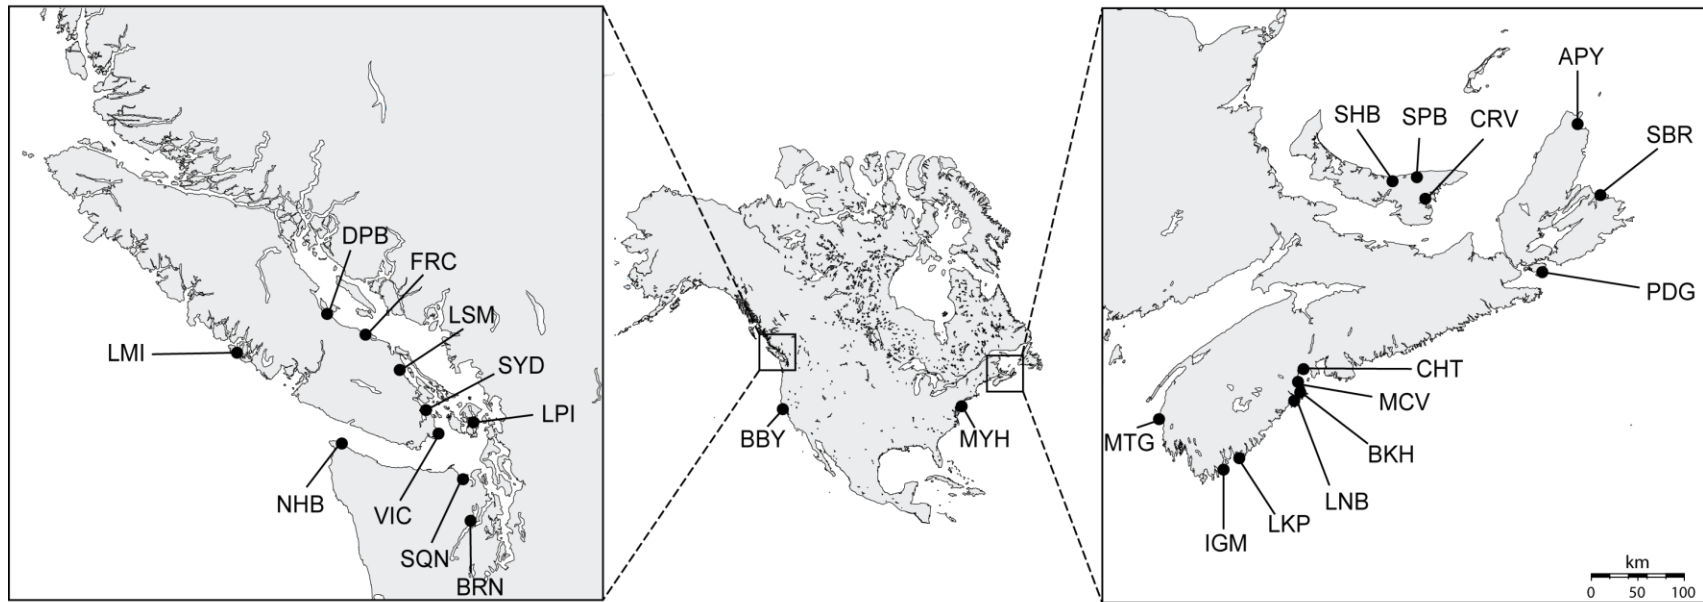 DPB
FRC
LSM
LMI
SYD
LPI
NHB
VIC
SQN
BRN
BBY
MYH
APY
SHB
SPB
CRV
SBR
PDG
CHT
MCV
MTG
BKH
LNB
LKP
IGM
km
0 50 100